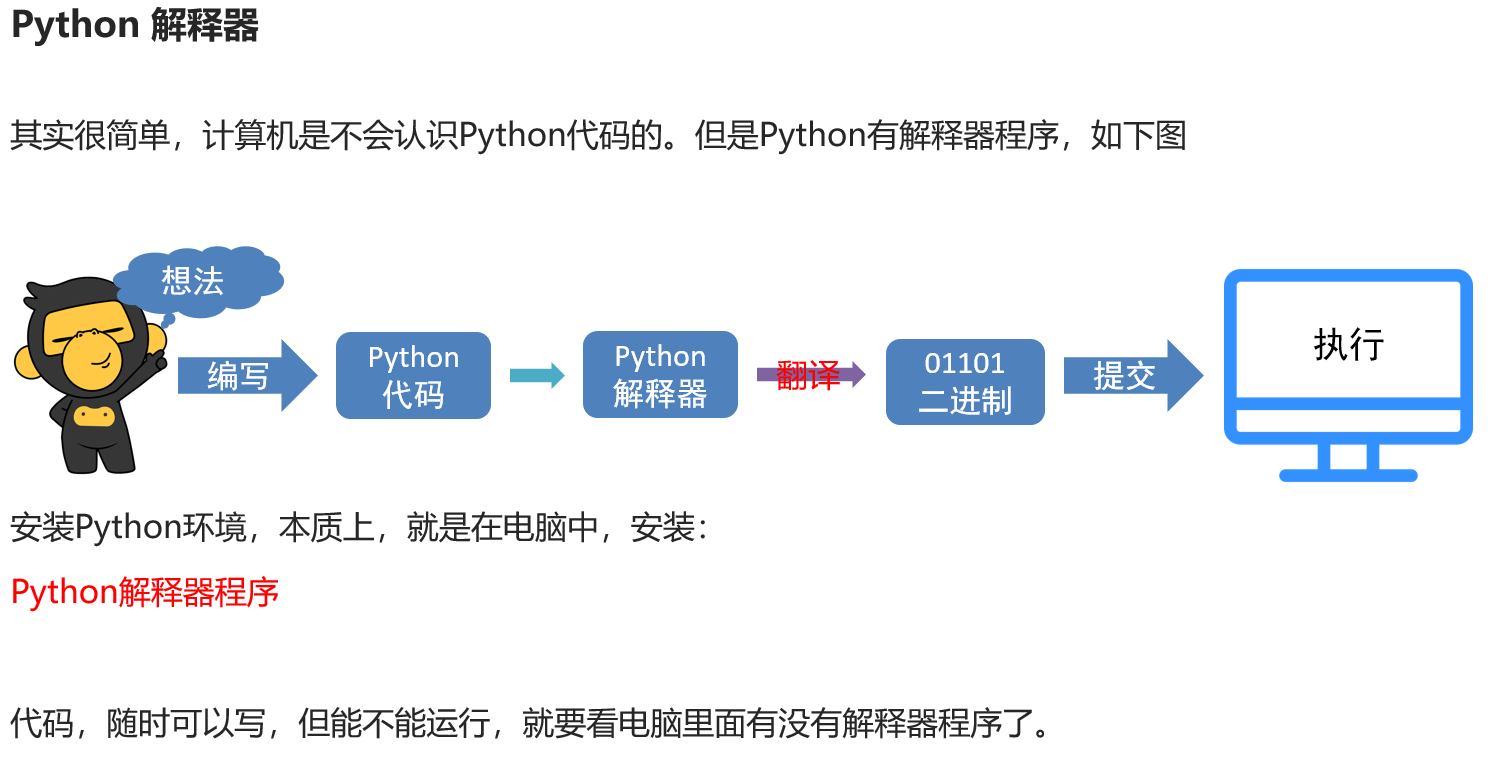 Python 解释器
其实很简单，计算机是不会认识Python代码的。但是Python有解释器程序，如下图
想法
编写
Python
代码
Python
解释器
翻译
01101
二进制
提交
执行
安装Python环境，本质上，就是在电脑中，安装：
Python解释器程序
代码，随时可以写，但能不能运行，就要看电脑里面有没有解释器程序了。